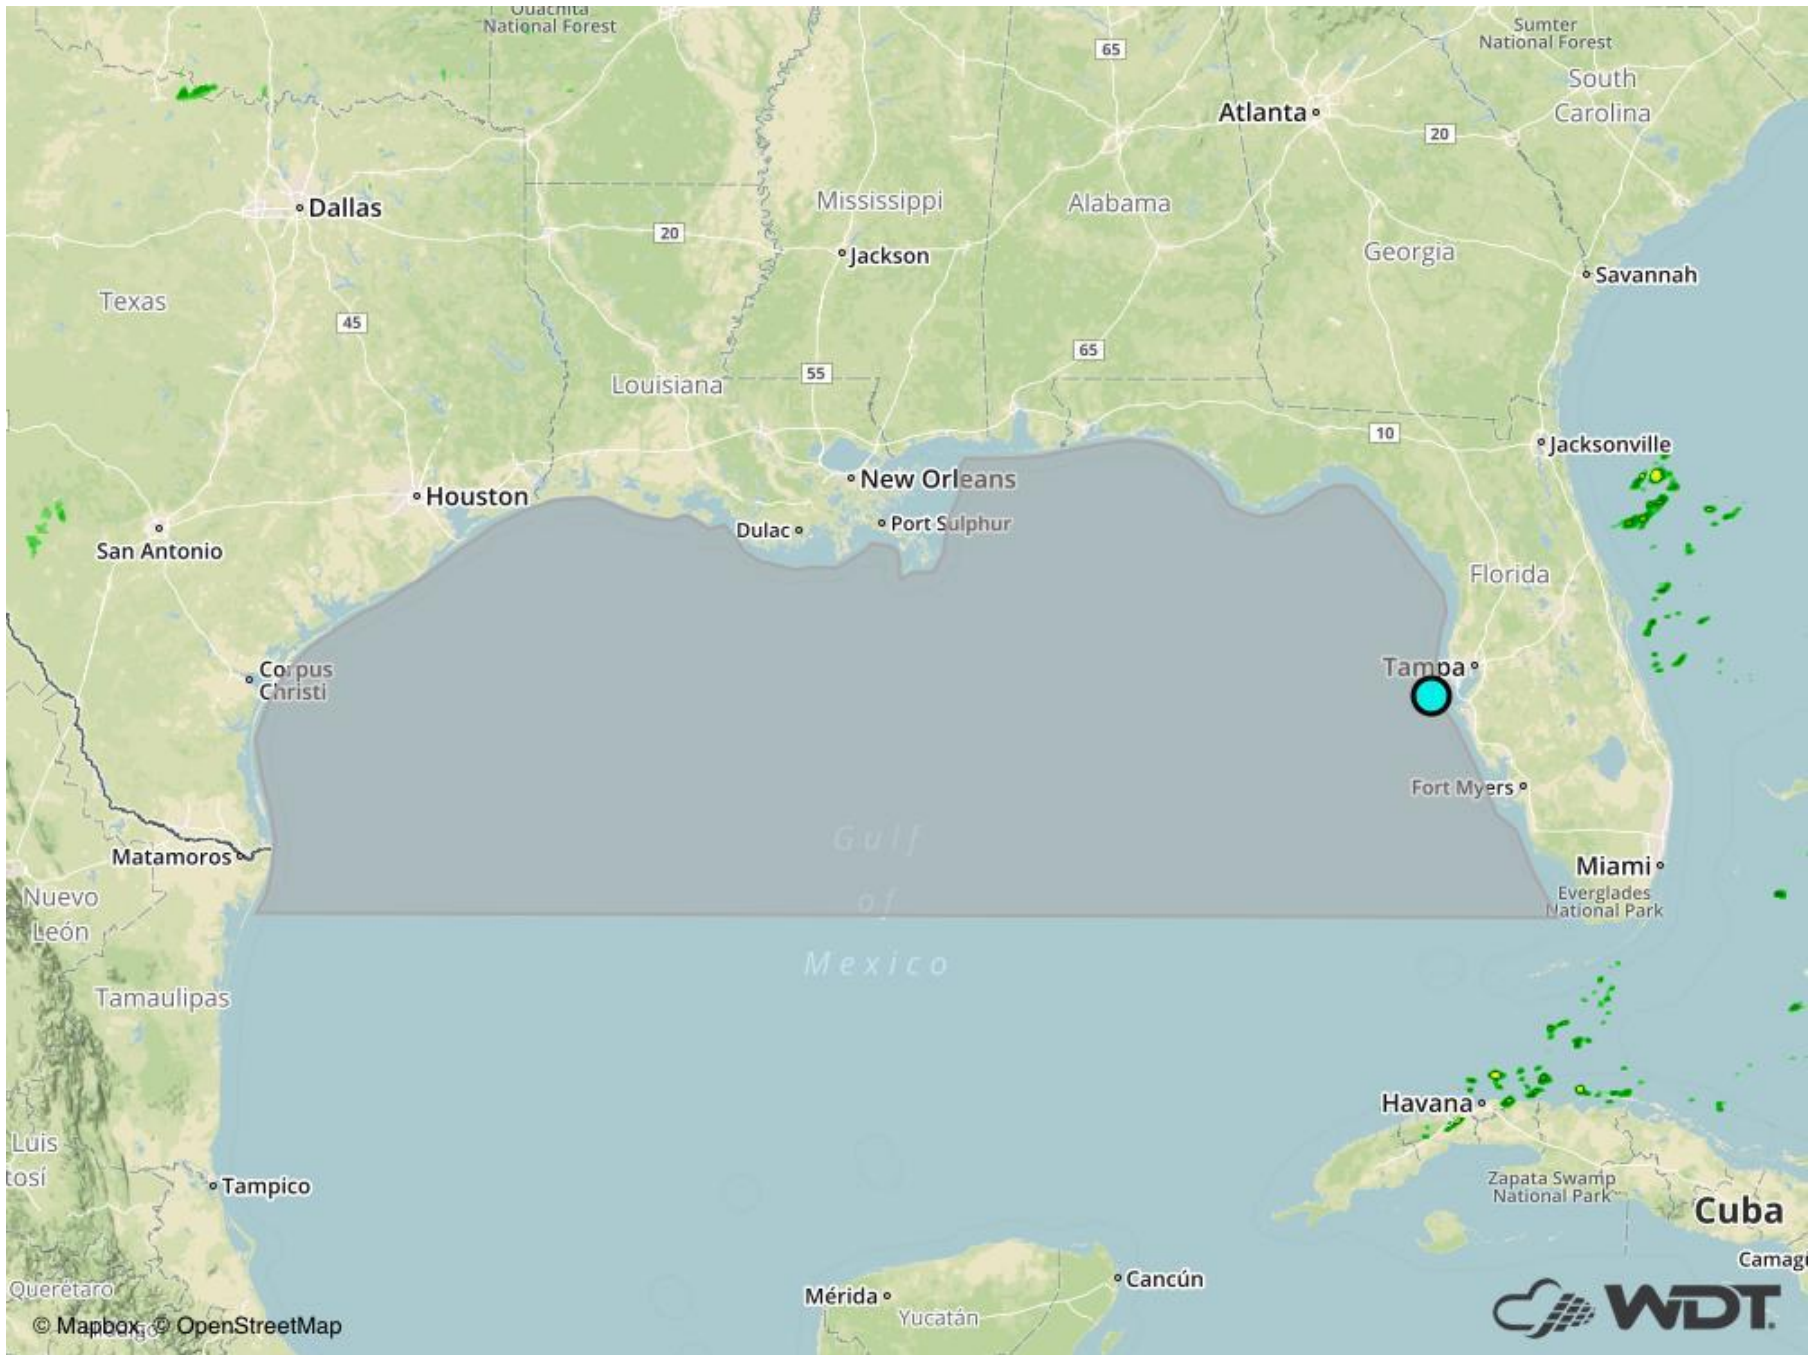 Ouachita
National Forest
65
Sumter
National Forest
South
Carolina
Atlanta
20
Dallas
Mississippi
Alabama
20
Jackson
Georgia
Savannah
Texas
45
65
55
Louisiana
10
Jacksonville
New Orleans
Houston
Dulac
Port Sulphur
San Antonio
Florida
Corpus
Christi
Tampa
Fort Myers
Gulf
of
Mexico
Matamoros
Miami
Everglades
National Park
Nuevo
León
Tamaulipas
Havana
Luis
tosí
Tampico
Zapata Swamp
National Park
Cuba
Camagü
Querétaro
Cancún
Mérida
Yucatán
© Mapbox, © OpenStreetMap
WDT